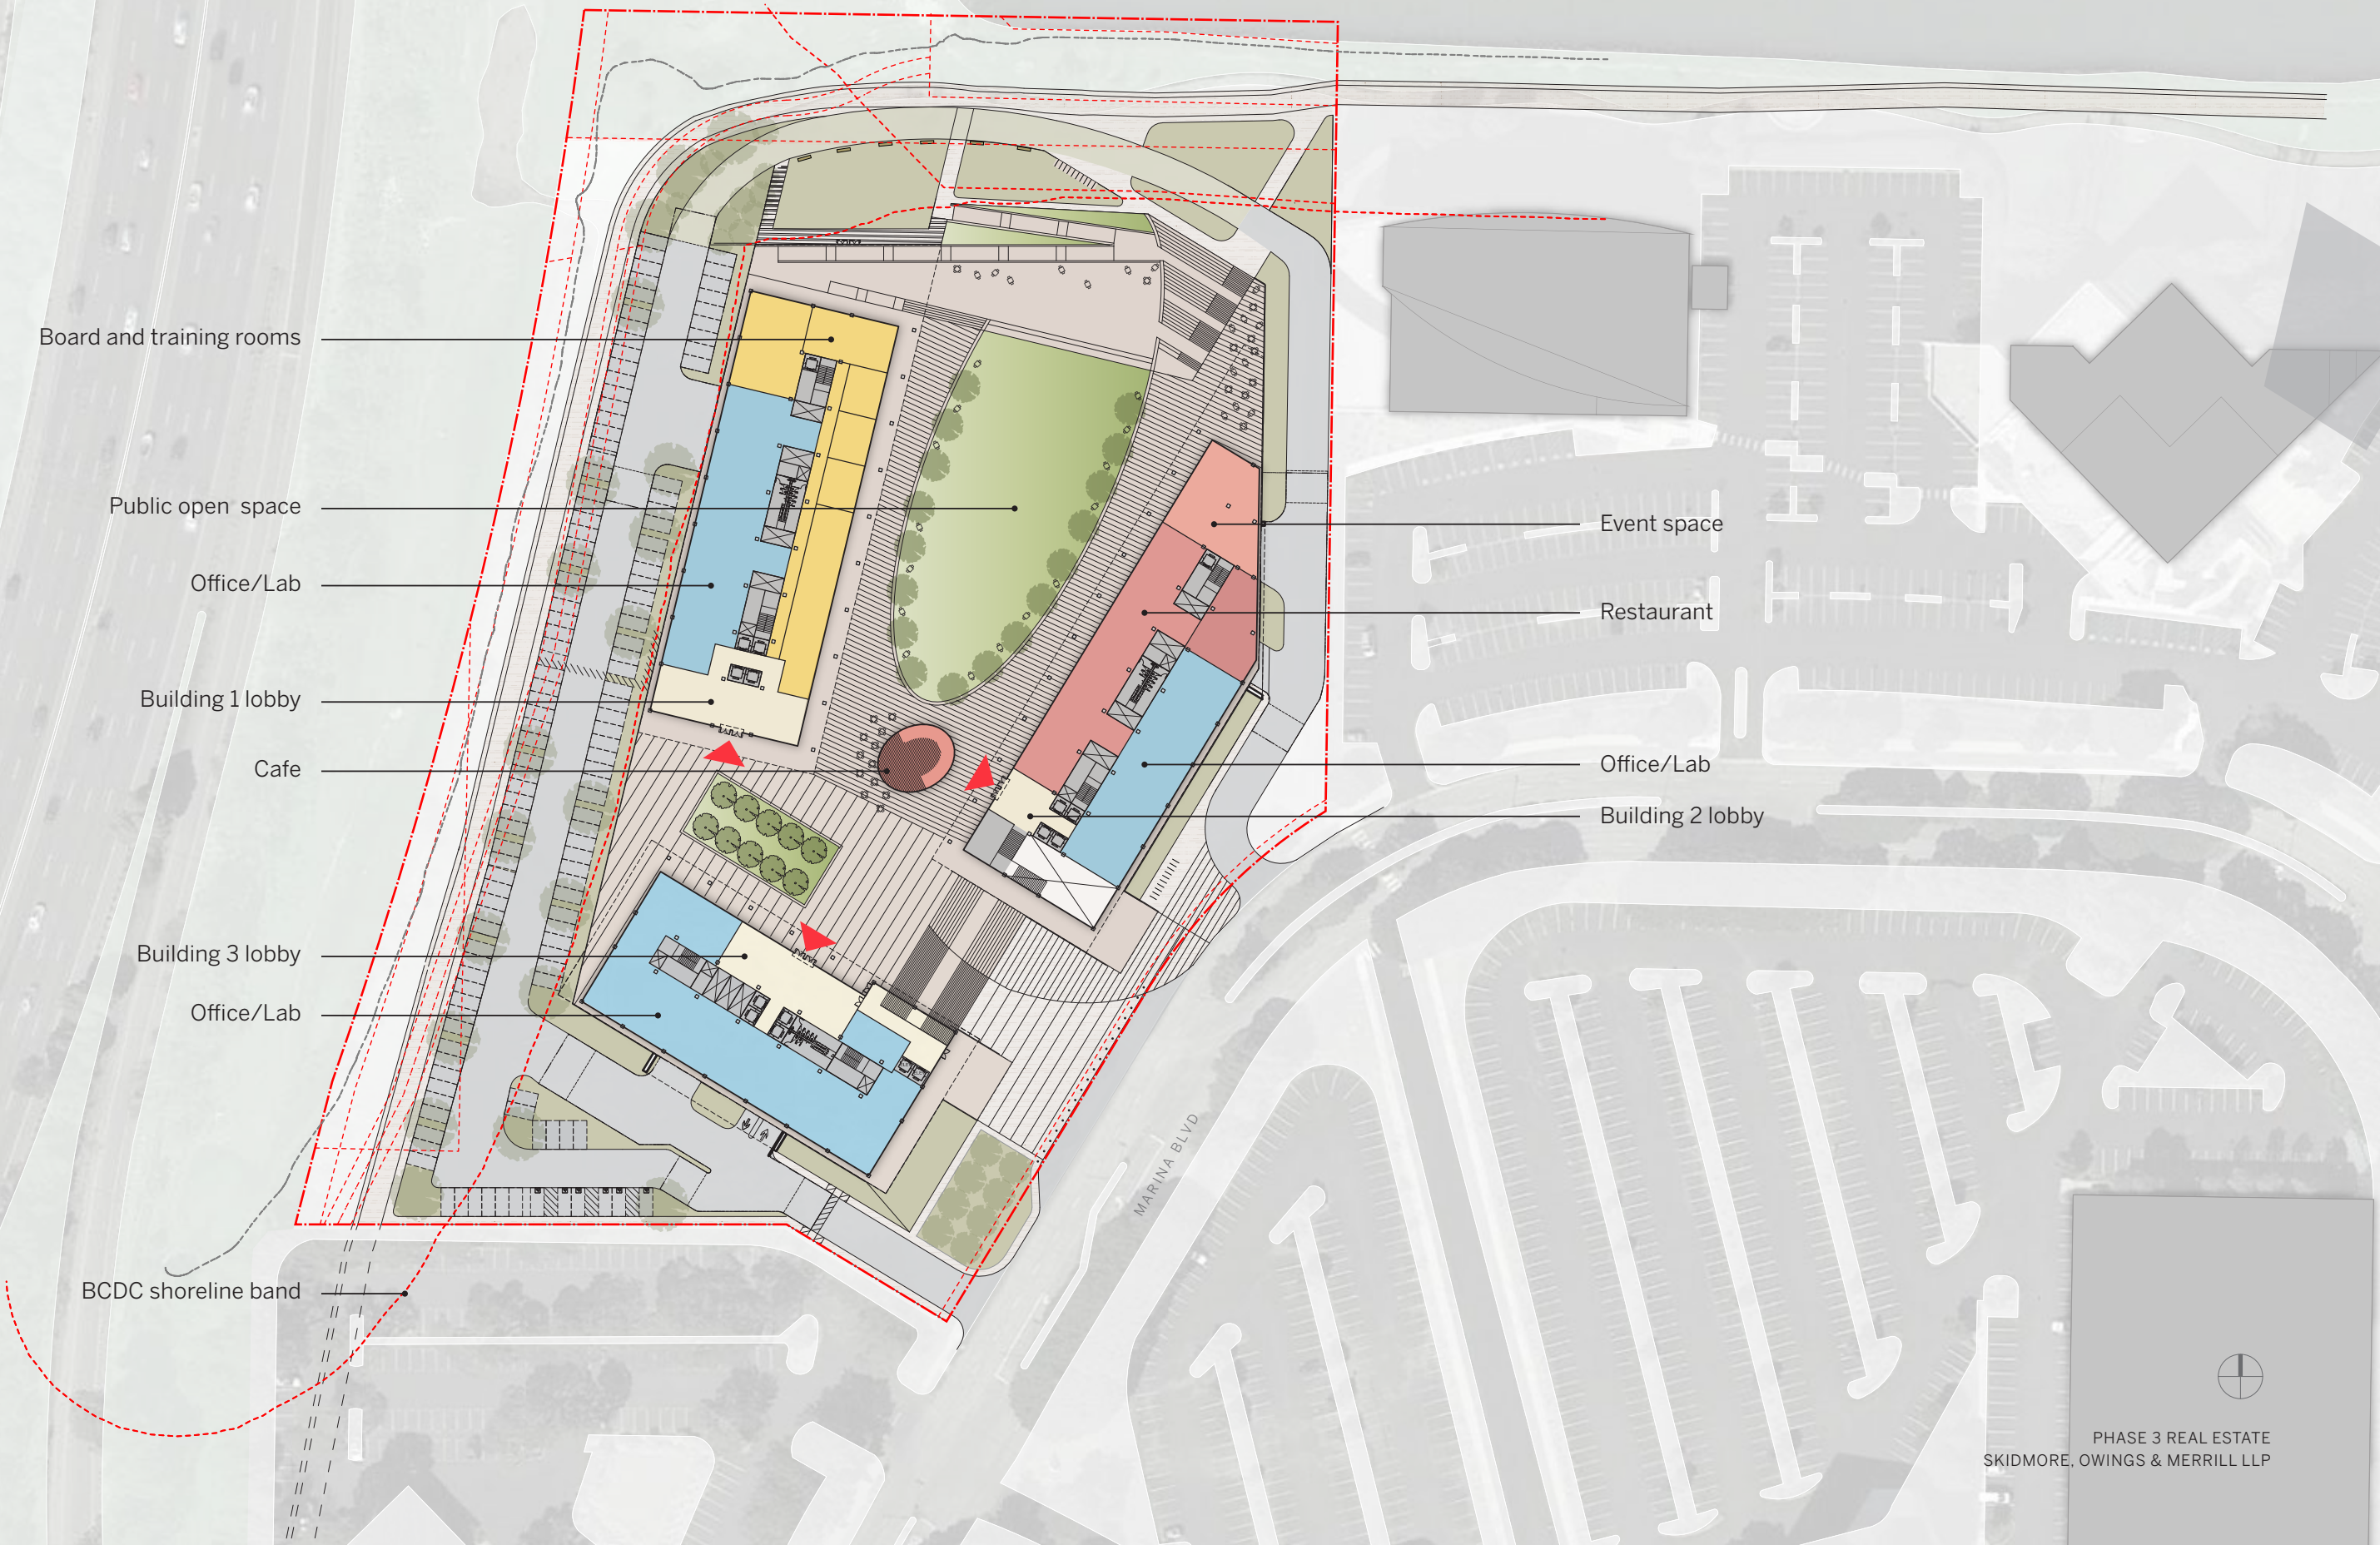 Board and training rooms
Public open space
Office/Lab
Building 1 lobby
Cafe
Building 3 lobby
Office/Lab
BCDC shoreline band
Event space
Restaurant
Office/Lab
Building 2 lobby
MARINA BLVD
PHASE 3 REAL ESTATE
SKIDMORE, OWINGS & MERRILL LLP